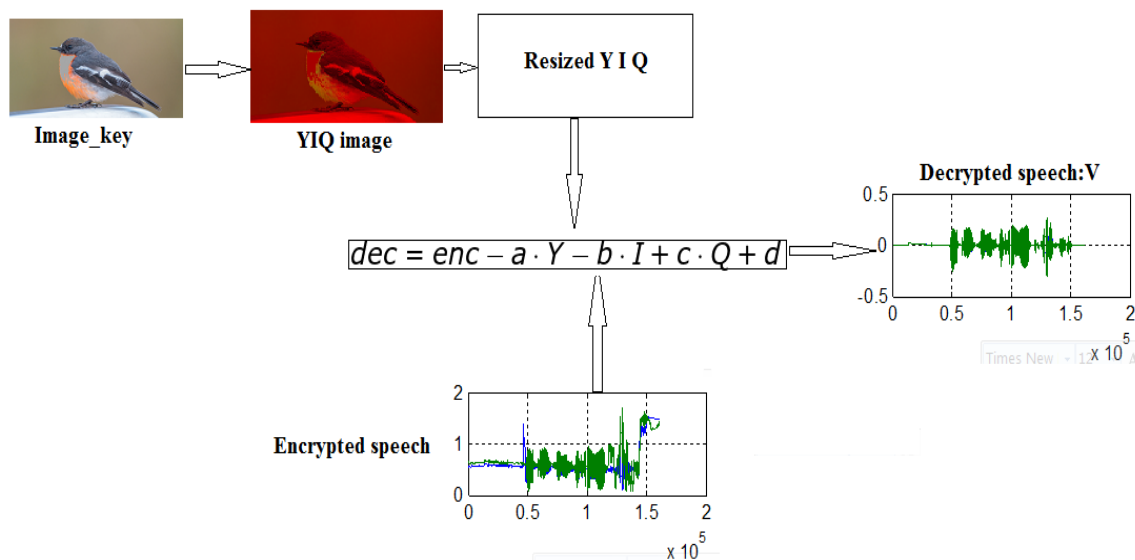 Image_key
YIQ image
Resized Y I Q
dec = enc – a · Y – b · I + c · Q + d
Decrypted speech:V
0.5
0
-0.5
0 0.5 1 1.5 2
x 10^5
Times New 12
Encrypted speech
2
1
0
0 0.5 1 1.5 2
x 10^5